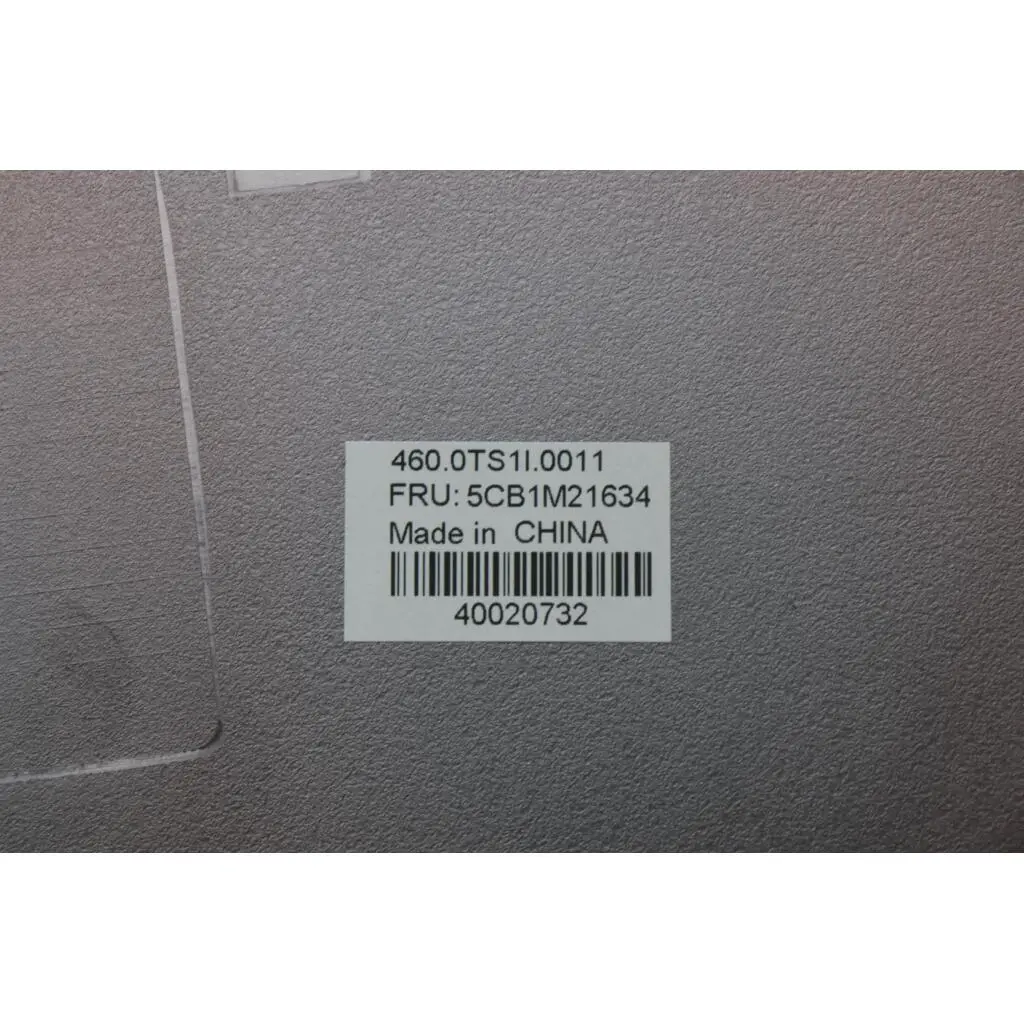 460.0TS1I.0011
FRU: 5CB1M21634
Made in CHINA
40020732